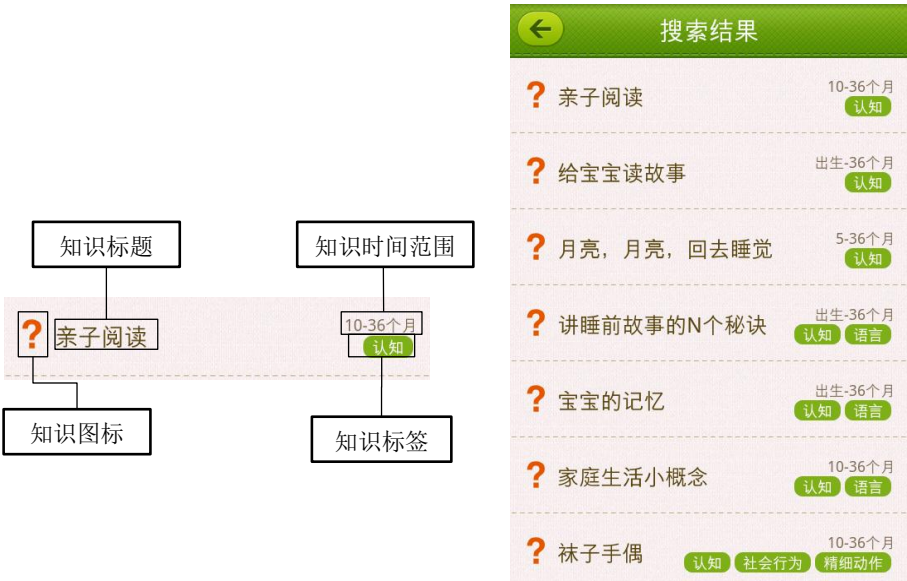 知识标题
知识时间范围
?
亲子阅读
10-36个月
认知
知识图标
知识标签
搜索结果
?
亲子阅读
10-36个月
认知
?
给宝宝读故事
出生-36个月
认知
?
月亮，月亮，回去睡觉
5-36个月
认知
?
讲睡前故事的N个秘诀
出生-36个月
认知 语言
?
宝宝的记忆
出生-36个月
认知 语言
?
家庭生活小概念
10-36个月
认知 语言
?
袜子手偶
10-36个月
认知 社会行为 精细动作